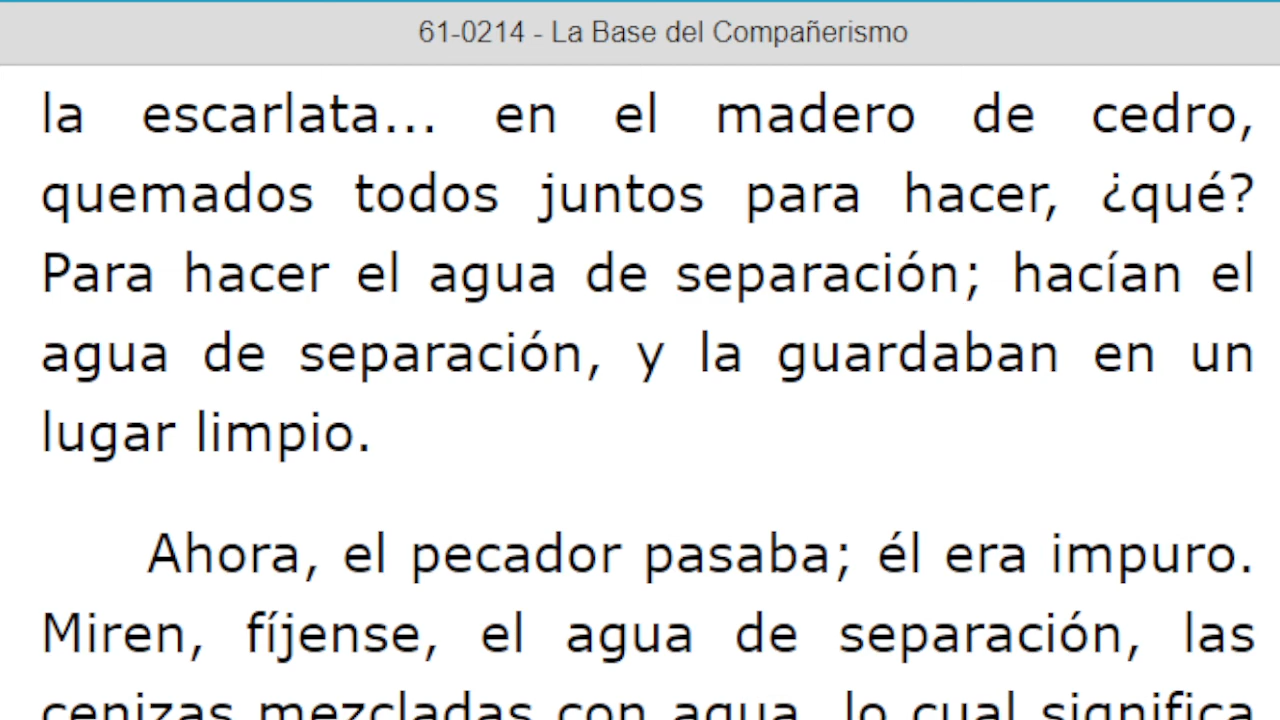 61-0214 - La Base del Compañerismo
la escarlata... en el madero de cedro,
quemados todos juntos para hacer, ¿qué?
Para hacer el agua de separación; hacían el
agua de separación, y la guardaban en un
lugar limpio.
Ahora, el pecador pasaba; él era impuro.
Miren, fíjense, el agua de separación, las
cenizas mezcladas con agua, lo cual significa